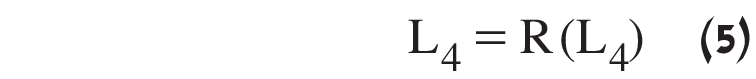 L₄ = R(L₄) (5)